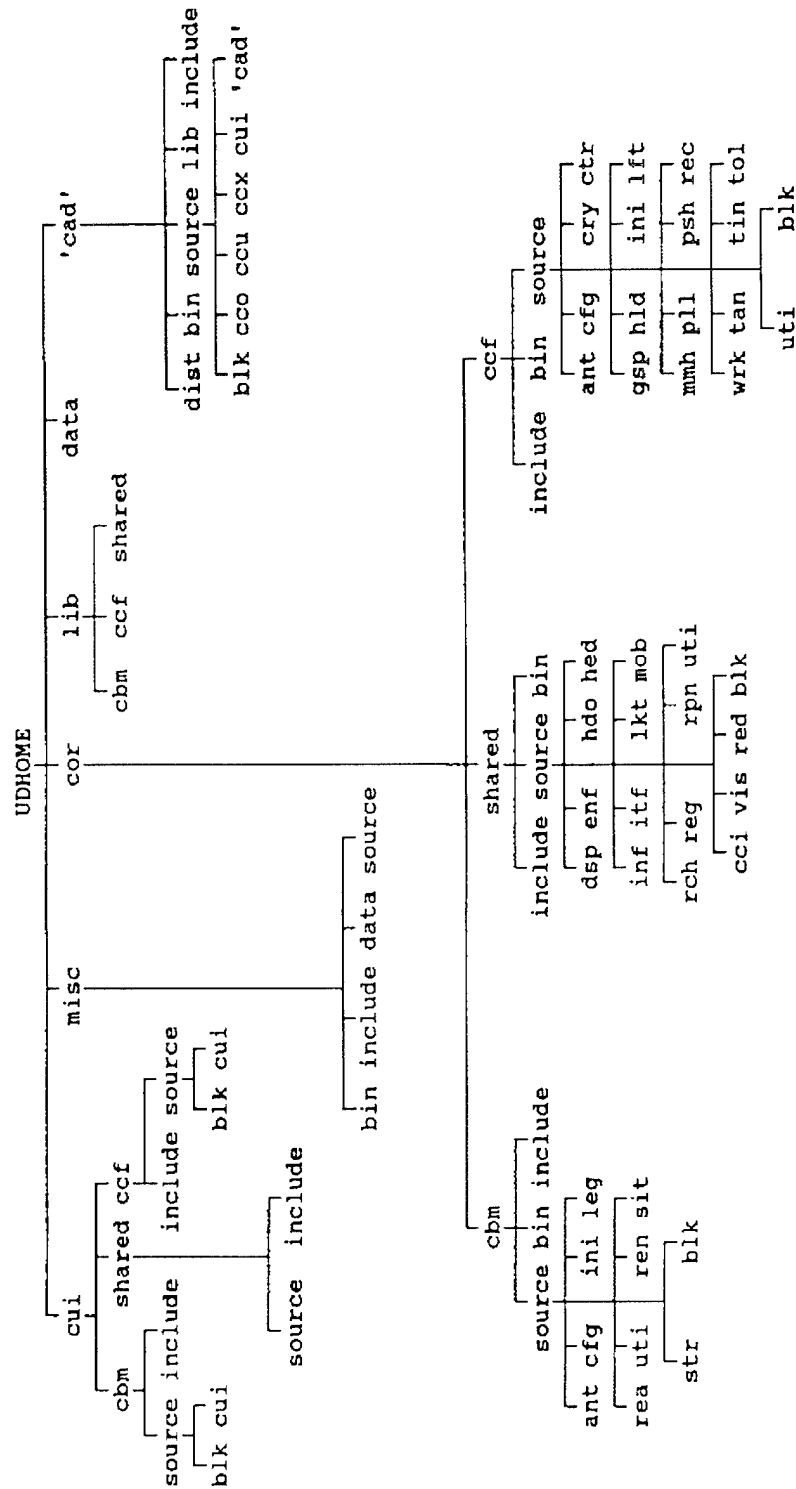 UDHOME
cui misc cor lib data 'cad'
cbm shared ccf
source include
blk cui
source include
include source
blk cui
bin include data source
cbm ccf shared
dist bin source lib include
blk cco ccu ccx cui 'cad'
cbm shared ccf
source bin include
ant cfg ini leg
rea uti ren sit
str blk
include source bin
dsp enf hdo hed
inf itf lkt mob
rch reg rpn uti
cci vis red blk
include bin source
ant cfg cry ctr
gsp hld ini lft
mmh pll psh rec
wrk tan tin tol
uti blk